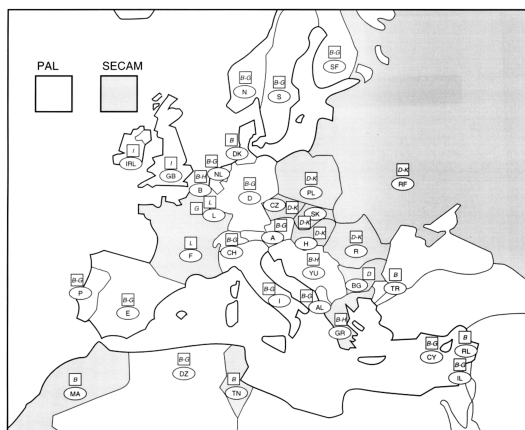 PAL SECAM
B-G
N
B-G
S
B-G
SF
I
IRL
I
GB
B
DK
B-G
NL
B-H
B
B-G
D
D-K
PL
D-K
RF
G
L
L
CZ
D-K
SK
D-K
D-K
H
B-G
A
D-K
R
L
F
B-G
CH
B-H
YU
D
BG
B
TR
B-G
P
B-G
E
B-G
I
B-G
AL
B-H
GR
B-G
CY
B
RL
B-G
IL
B
MA
B-G
DZ
B
TN